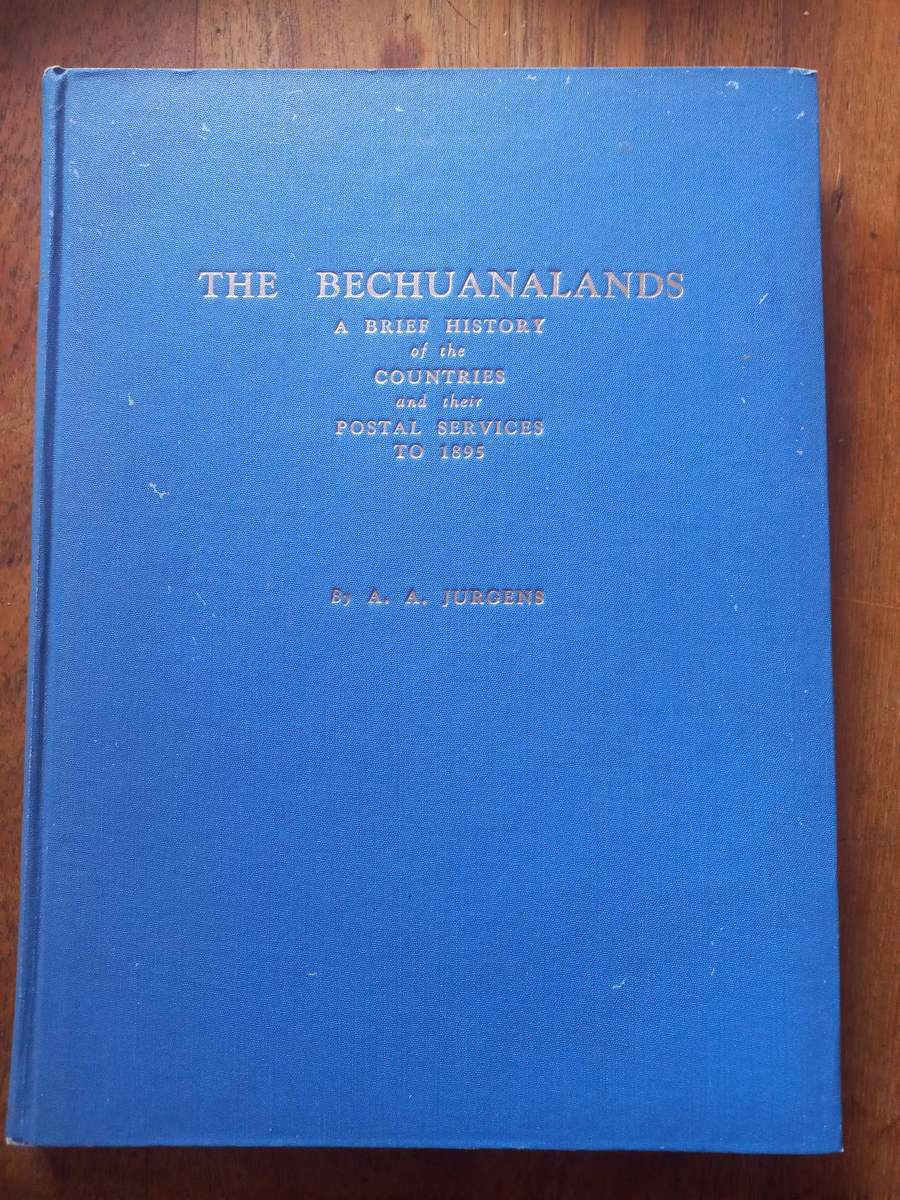 THE BECHUANALANDS
A BRIEF HISTORY
of the
COUNTRIES
and their
POSTAL SERVICES
TO 1895
By A. A. JURGENS